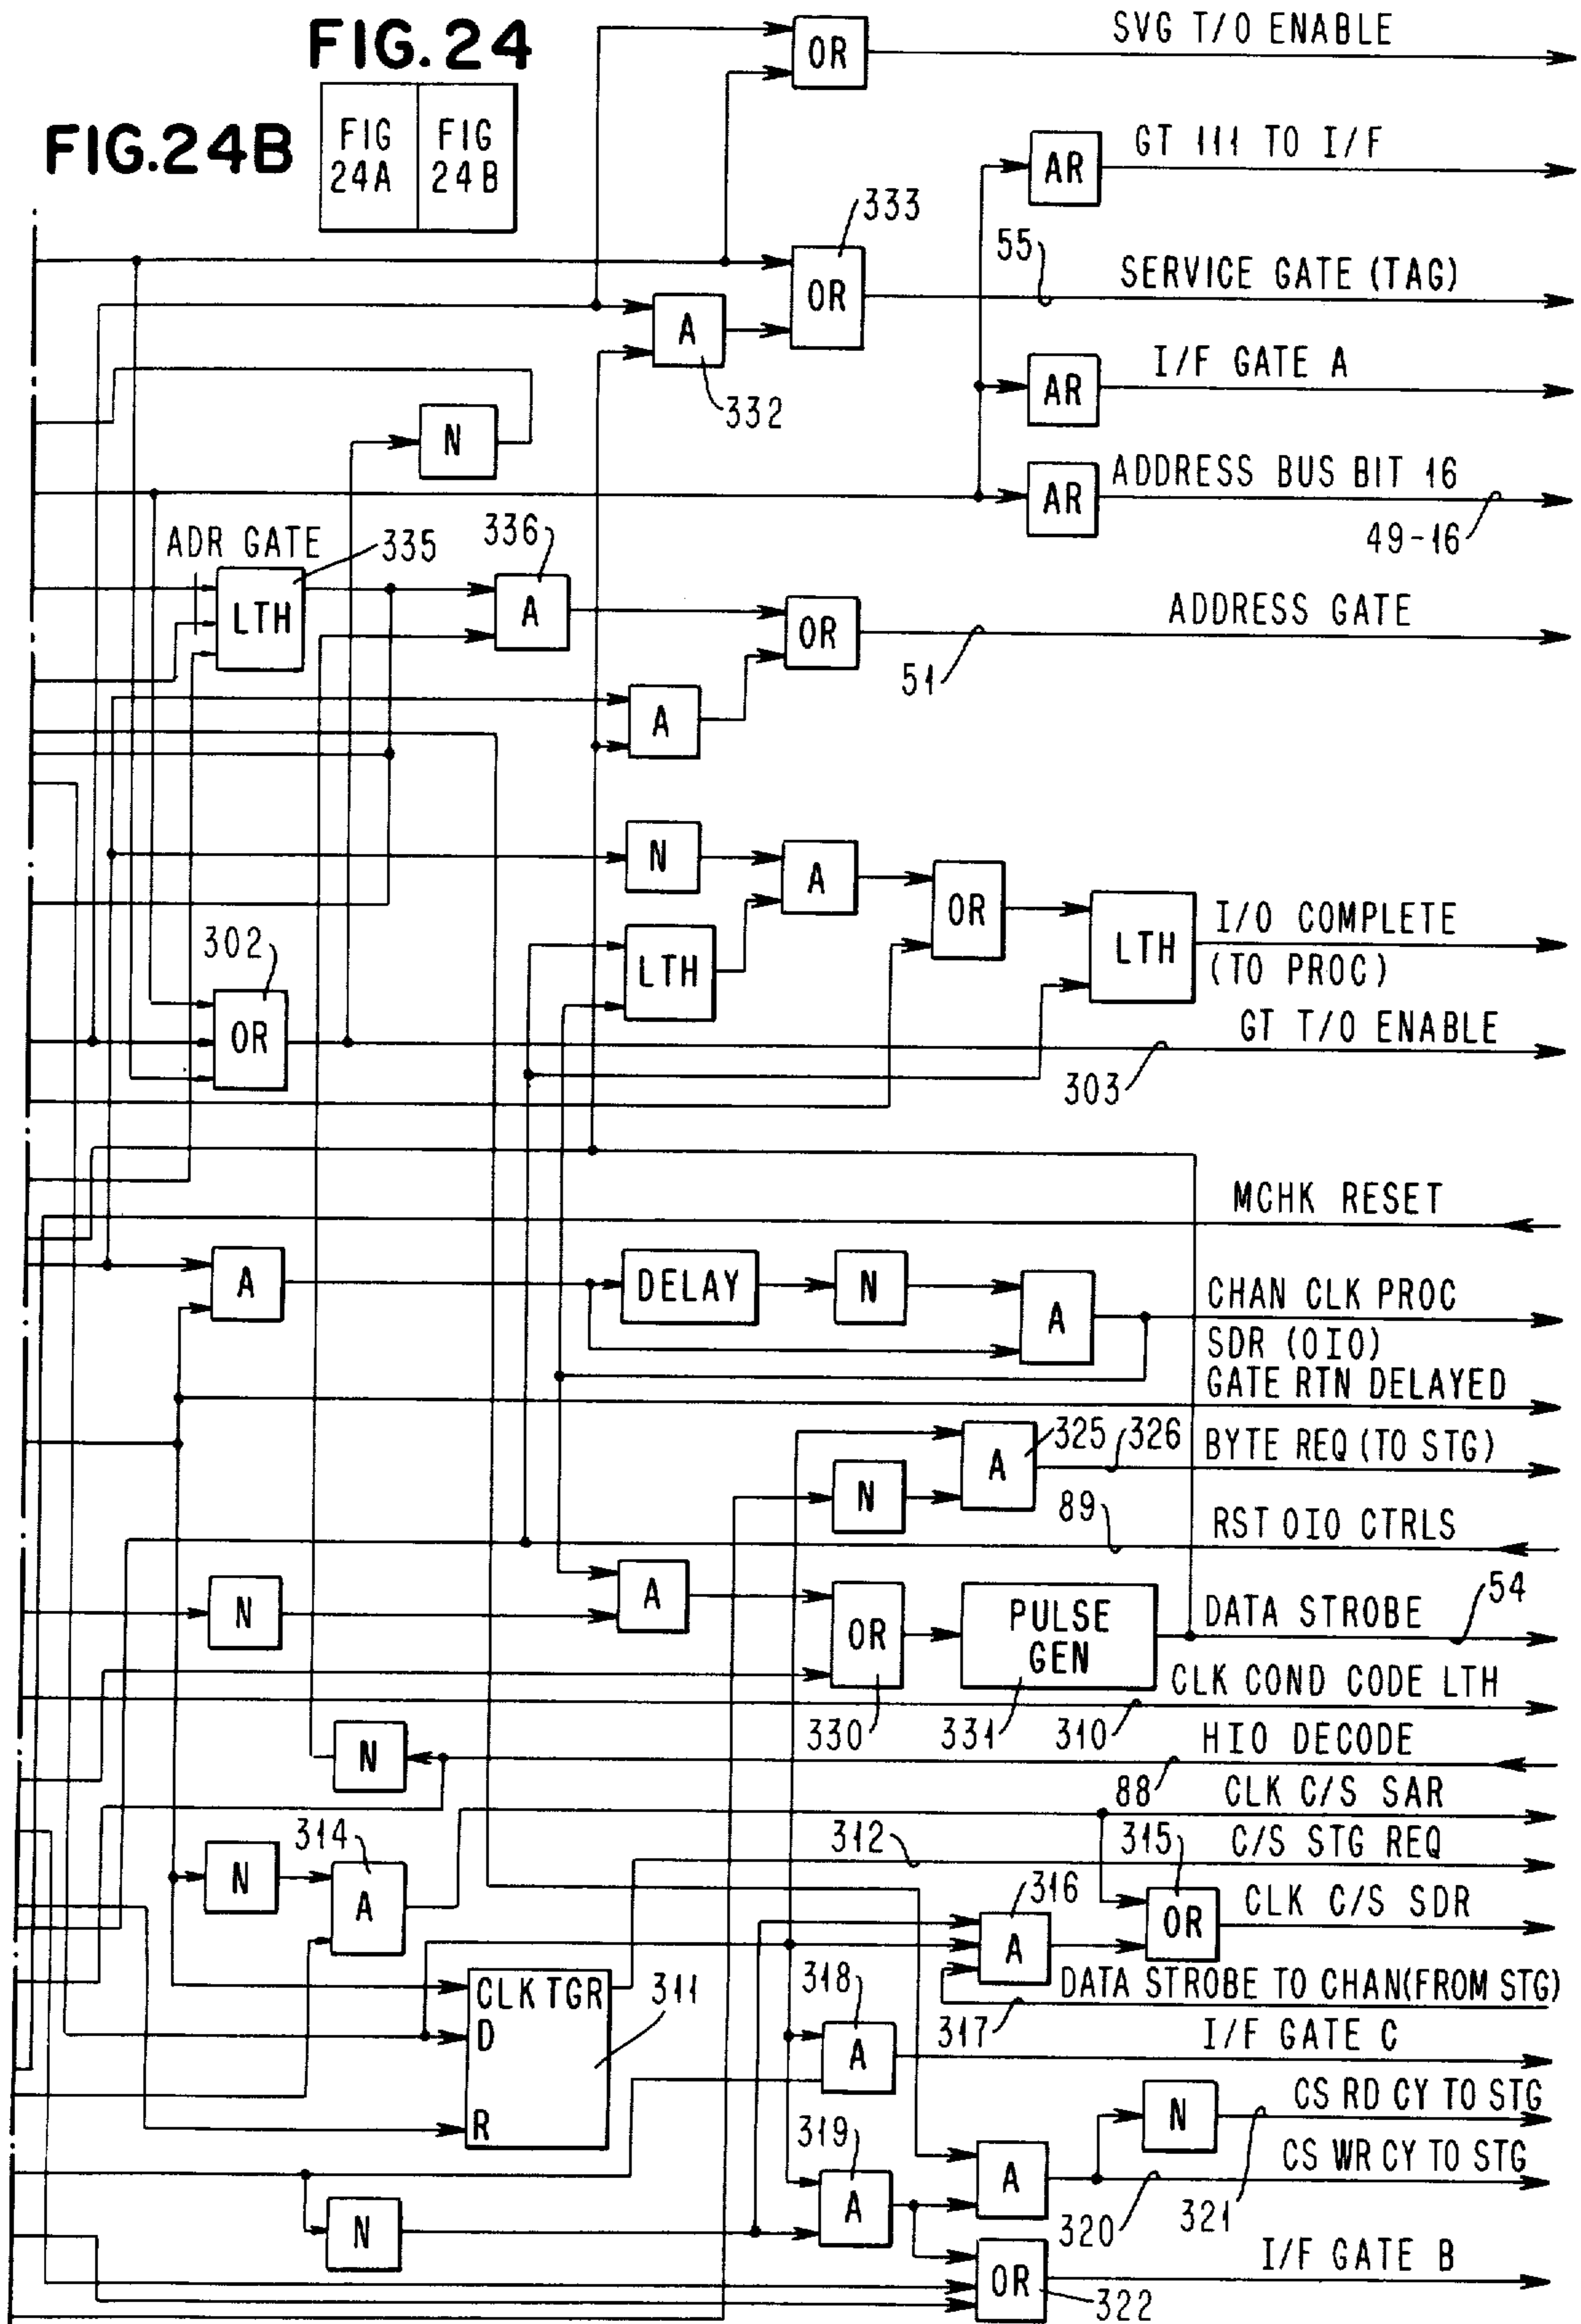 FIG. 24
FIG. 24B
FIG 24A
FIG 24B
OR
SVG T/O ENABLE
AR
GT 111 TO I/F
333
55
OR
SERVICE GATE (TAG)
A
332
AR
I/F GATE A
N
AR
ADDRESS BUS BIT 16
49-16
ADR GATE
335
336
LTH
A
OR
ADDRESS GATE
51
A
N
A
OR
LTH
I/O COMPLETE
(TO PROC)
LTH
302
OR
GT T/O ENABLE
303
MCHK RESET
A
DELAY
N
A
CHAN CLK PROC
SDR (OIO)
GATE RTN DELAYED
325
326
A
BYTE REQ (TO STG)
N
89
RST OIO CTRLS
N
A
OR
PULSE GEN
DATA STROBE
54
330
331
310
CLK COND CODE LTH
N
HIO DECODE
88
CLK C/S SAR
314
312
315
C/S STG REQ
N
A
316
A
OR
CLK C/S SDR
CLK TGR
D
R
311
318
317
DATA STROBE TO CHAN (FROM STG)
A
I/F GATE C
319
N
CS RD CY TO STG
A
A
CS WR CY TO STG
320
321
N
OR
322
I/F GATE B